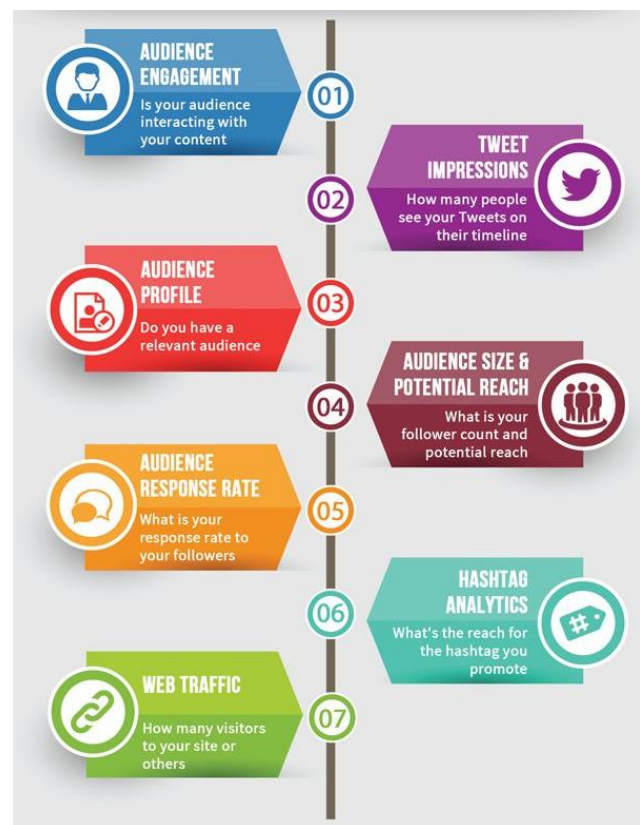 AUDIENCE
ENGAGEMENT
Is your audience
interacting with
your content
01
TWEET
IMPRESSIONS
How many people
see your Tweets on
their timeline
02
AUDIENCE
PROFILE
Do you have a
relevant audience
03
AUDIENCE SIZE &
POTENTIAL REACH
What is your
follower count and
potential reach
04
AUDIENCE
RESPONSE RATE
What is your
response rate to
your followers
05
HASHTAG
ANALYTICS
What's the reach for
the hashtag you
promote
06
#
WEB TRAFFIC
How many visitors
to your site or
others
07